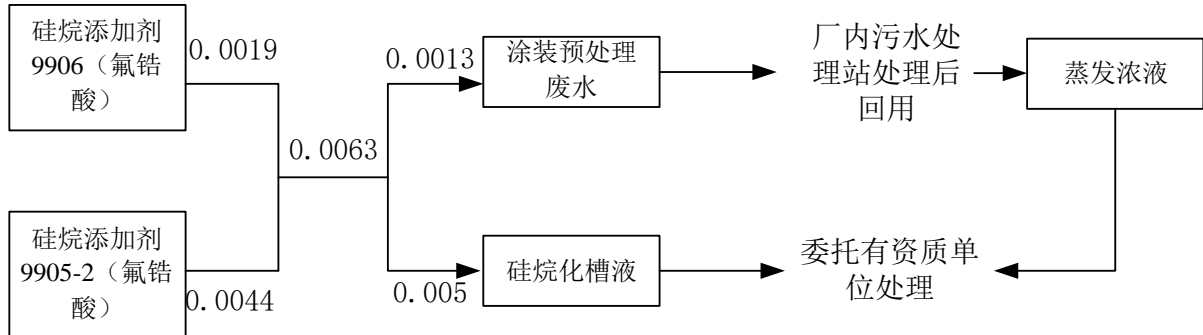 硅烷添加剂
9906（氟锆
酸）
0.0019
0.0013
涂装预处理
废水
厂内污水处
理站处理后
回用
蒸发浓液
0.0063
硅烷添加剂
9905-2（氟锆
酸）
0.0044
0.005
硅烷化槽液
委托有资质单
位处理